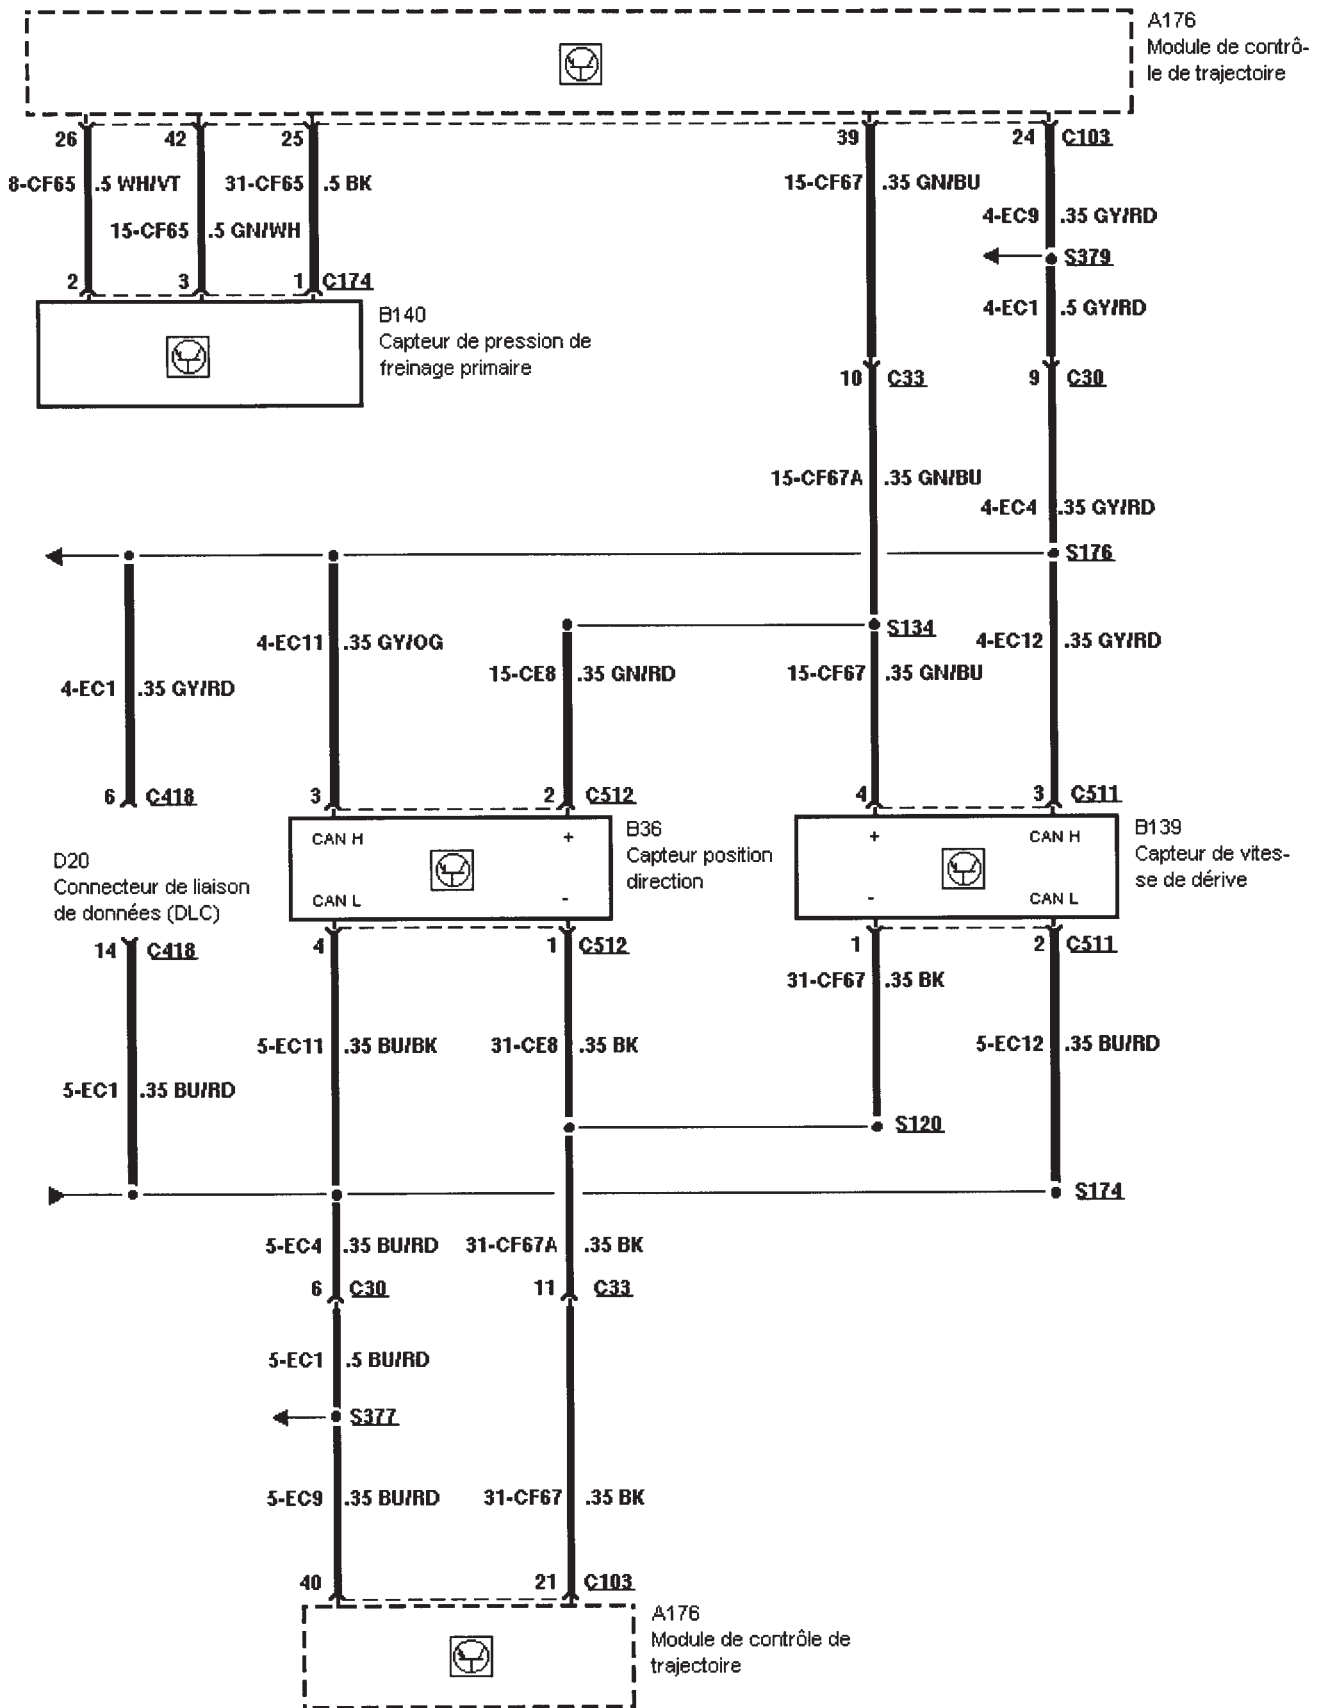 A176
Module de contrô-
le de trajectoire
26 42 25 39 24 C103
8-CF65 .5 WH/VT 31-CF65 .5 BK 15-CF67 .35 GN/BU
15-CF65 .5 GN/WH 4-EC9 .35 GY/RD
S379
2 3 1 C174
4-EC1 .5 GY/RD
B140
Capteur de pression de
freinage primaire
10 C33 9 C30
15-CF67A .35 GN/BU
4-EC4 .35 GY/RD
S176
S134
4-EC11 .35 GY/OG 4-EC12 .35 GY/RD
15-CE8 .35 GN/RD 15-CF67 .35 GN/BU
4-EC1 .35 GY/RD
6 C418 3 2 C512 4 3 C511
CAN H + + CAN H
B36
Capteur position
direction
B139
Capteur de vites-
se de dérive
D20
Connecteur de liaison
de données (DLC)
CAN L - - CAN L
14 C418 4 1 C512 1 2 C511
31-CF67 .35 BK
5-EC11 .35 BU/BK 31-CE8 .35 BK 5-EC12 .35 BU/RD
5-EC1 .35 BU/RD
S120
S174
5-EC4 .35 BU/RD 31-CF67A .35 BK
6 C30 11 C33
5-EC1 .5 BU/RD
S377
5-EC9 .35 BU/RD 31-CF67 .35 BK
40 21 C103
A176
Module de contrôle de
trajectoire